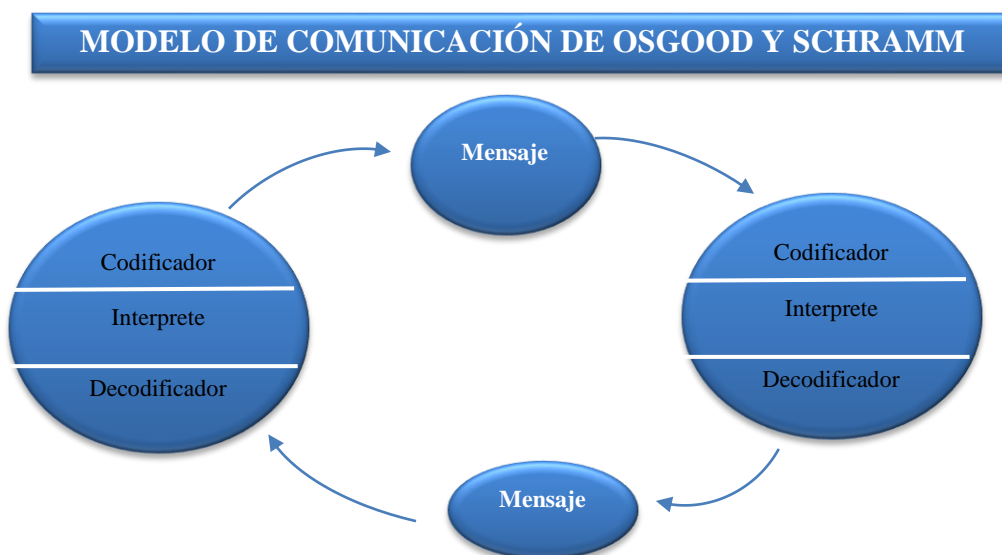 MODELO DE COMUNICACIÓN DE OSGOOD Y SCHRAMM
Mensaje
Codificador
Interprete
Decodificador
Codificador
Interprete
Decodificador
Mensaje